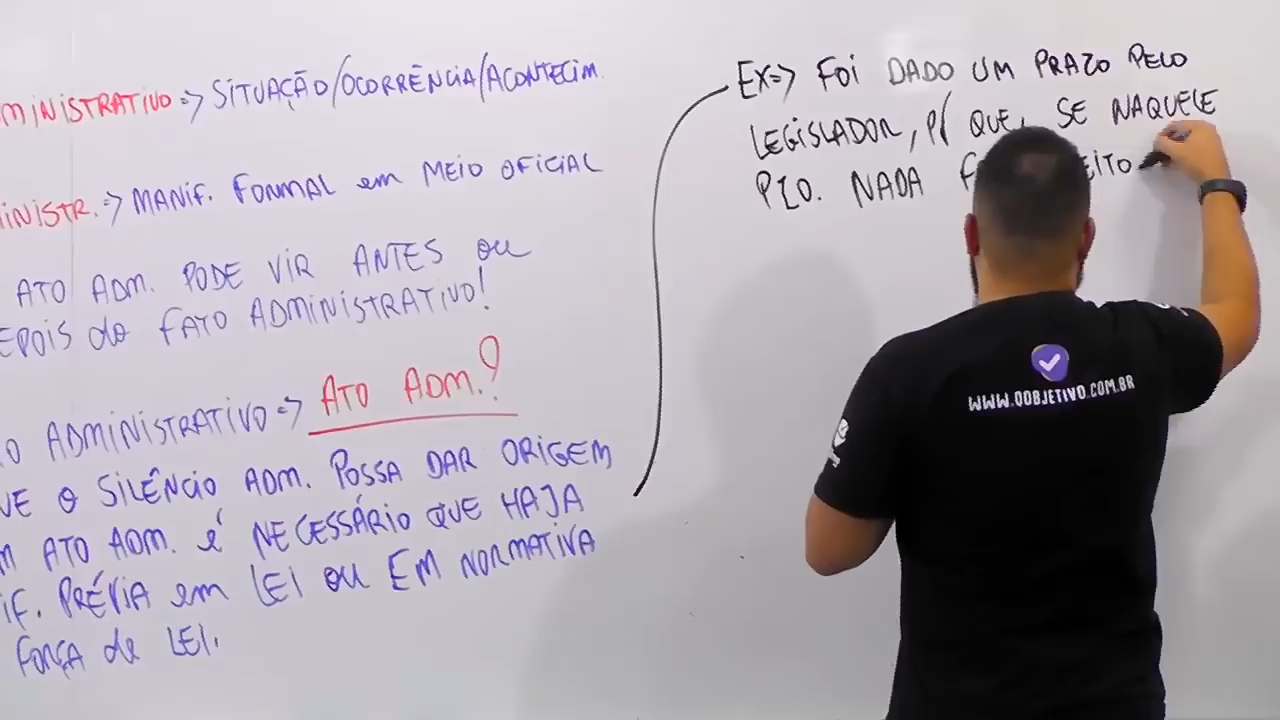 MINISTRATIVO => SITUAÇÃO/OCORRÊNCIA/ACONTECIM.
INISTR. => MANIF. FORMAL em MEIO OFICIAL
ATO ADM. PODE VIR ANTES ou
EPOIS do FATO ADMINISTRATIVO!
O ADMINISTRATIVO => ATO ADM.?
UE O SILÊNCIO ADM. POSSA DAR ORIGEM
M ATO ADM. é NECESSÁRIO QUE HAJA
IF. PRÉVIA em LEI ou EM NORMATIVA
FORÇA de LEI.
EX=> FOI DADO UM PRAZO PELO
LEGISLADOR, P/ QUE, SE NAQUELE
PZO. NADA F EITO
WWW.QOBJETIVO.COM.BR